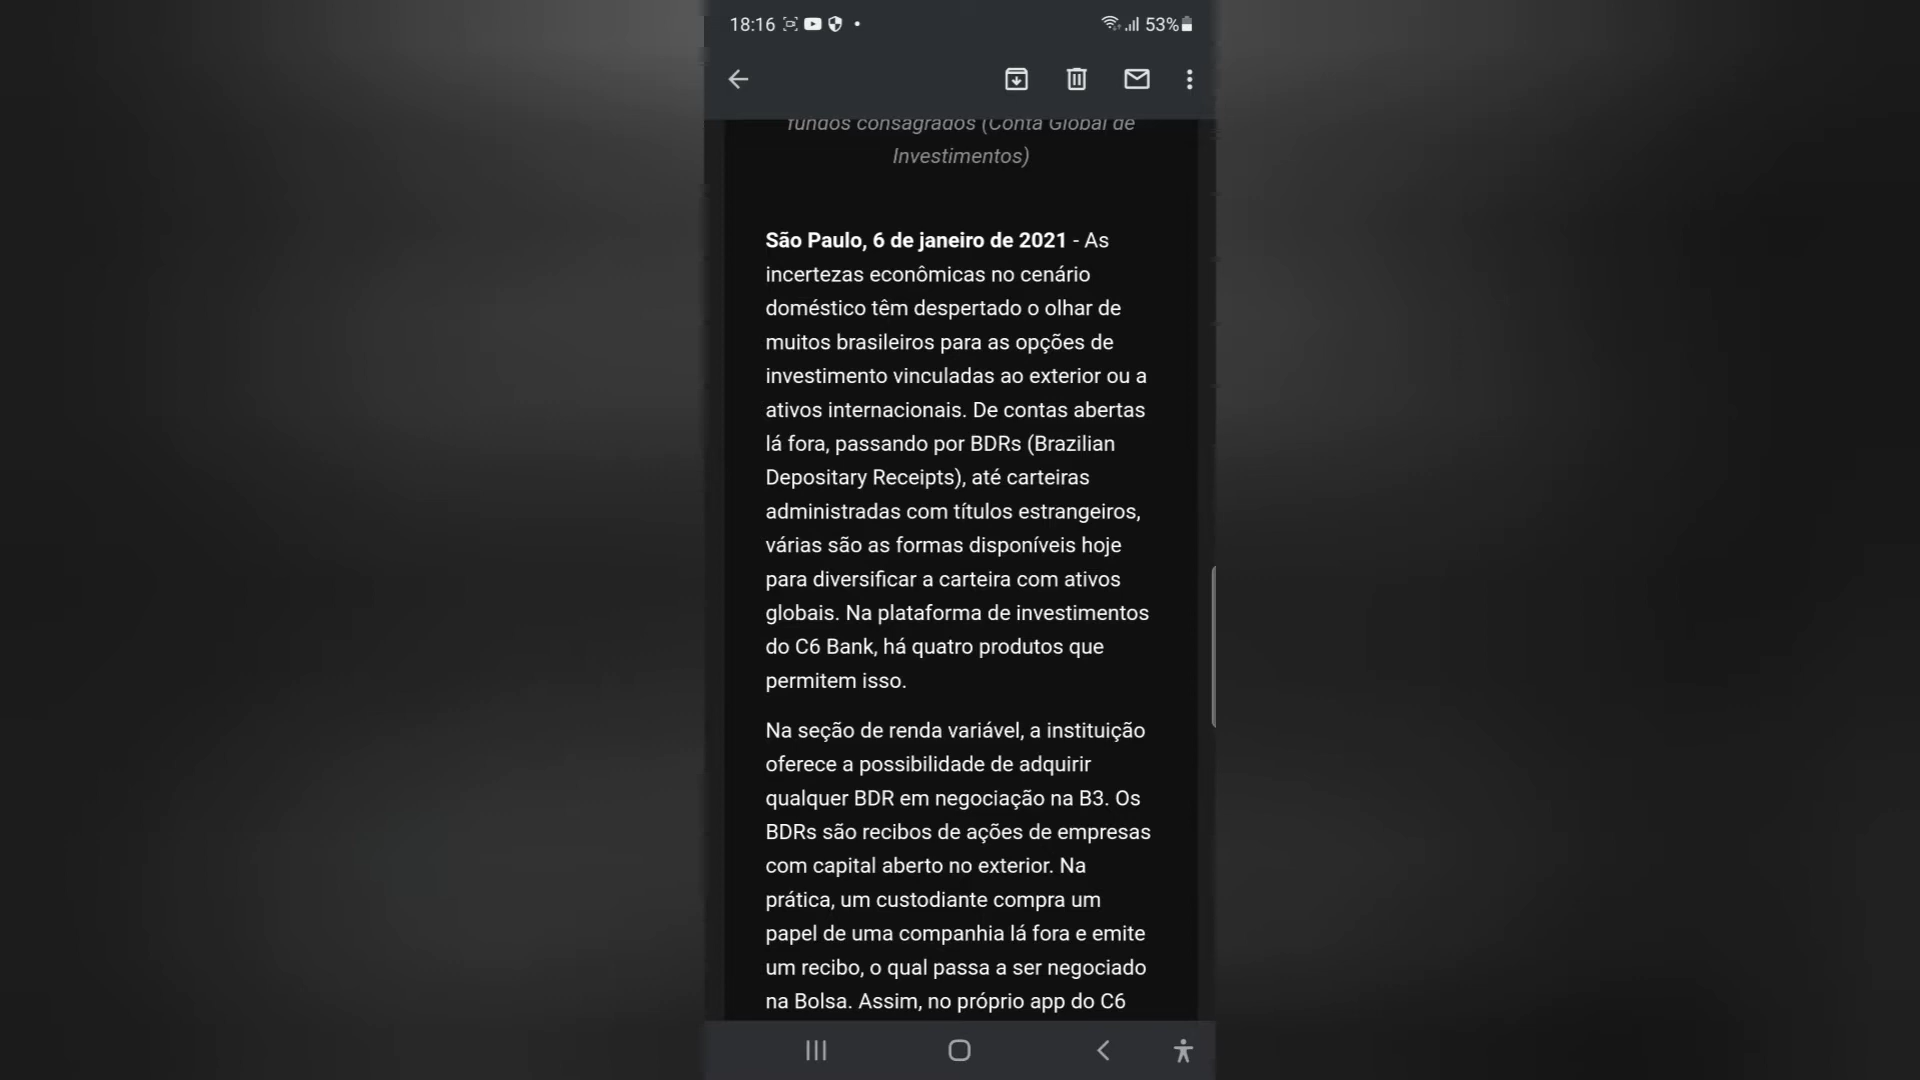 18:16
53%
fundos consagrados (Conta Global de
Investimentos)
São Paulo, 6 de janeiro de 2021 - As
incertezas econômicas no cenário
doméstico têm despertado o olhar de
muitos brasileiros para as opções de
investimento vinculadas ao exterior ou a
ativos internacionais. De contas abertas
lá fora, passando por BDRs (Brazilian
Depositary Receipts), até carteiras
administradas com títulos estrangeiros,
várias são as formas disponíveis hoje
para diversificar a carteira com ativos
globais. Na plataforma de investimentos
do C6 Bank, há quatro produtos que
permitem isso.
Na seção de renda variável, a instituição
oferece a possibilidade de adquirir
qualquer BDR em negociação na B3. Os
BDRs são recibos de ações de empresas
com capital aberto no exterior. Na
prática, um custodiante compra um
papel de uma companhia lá fora e emite
um recibo, o qual passa a ser negociado
na Bolsa. Assim, no próprio app do C6